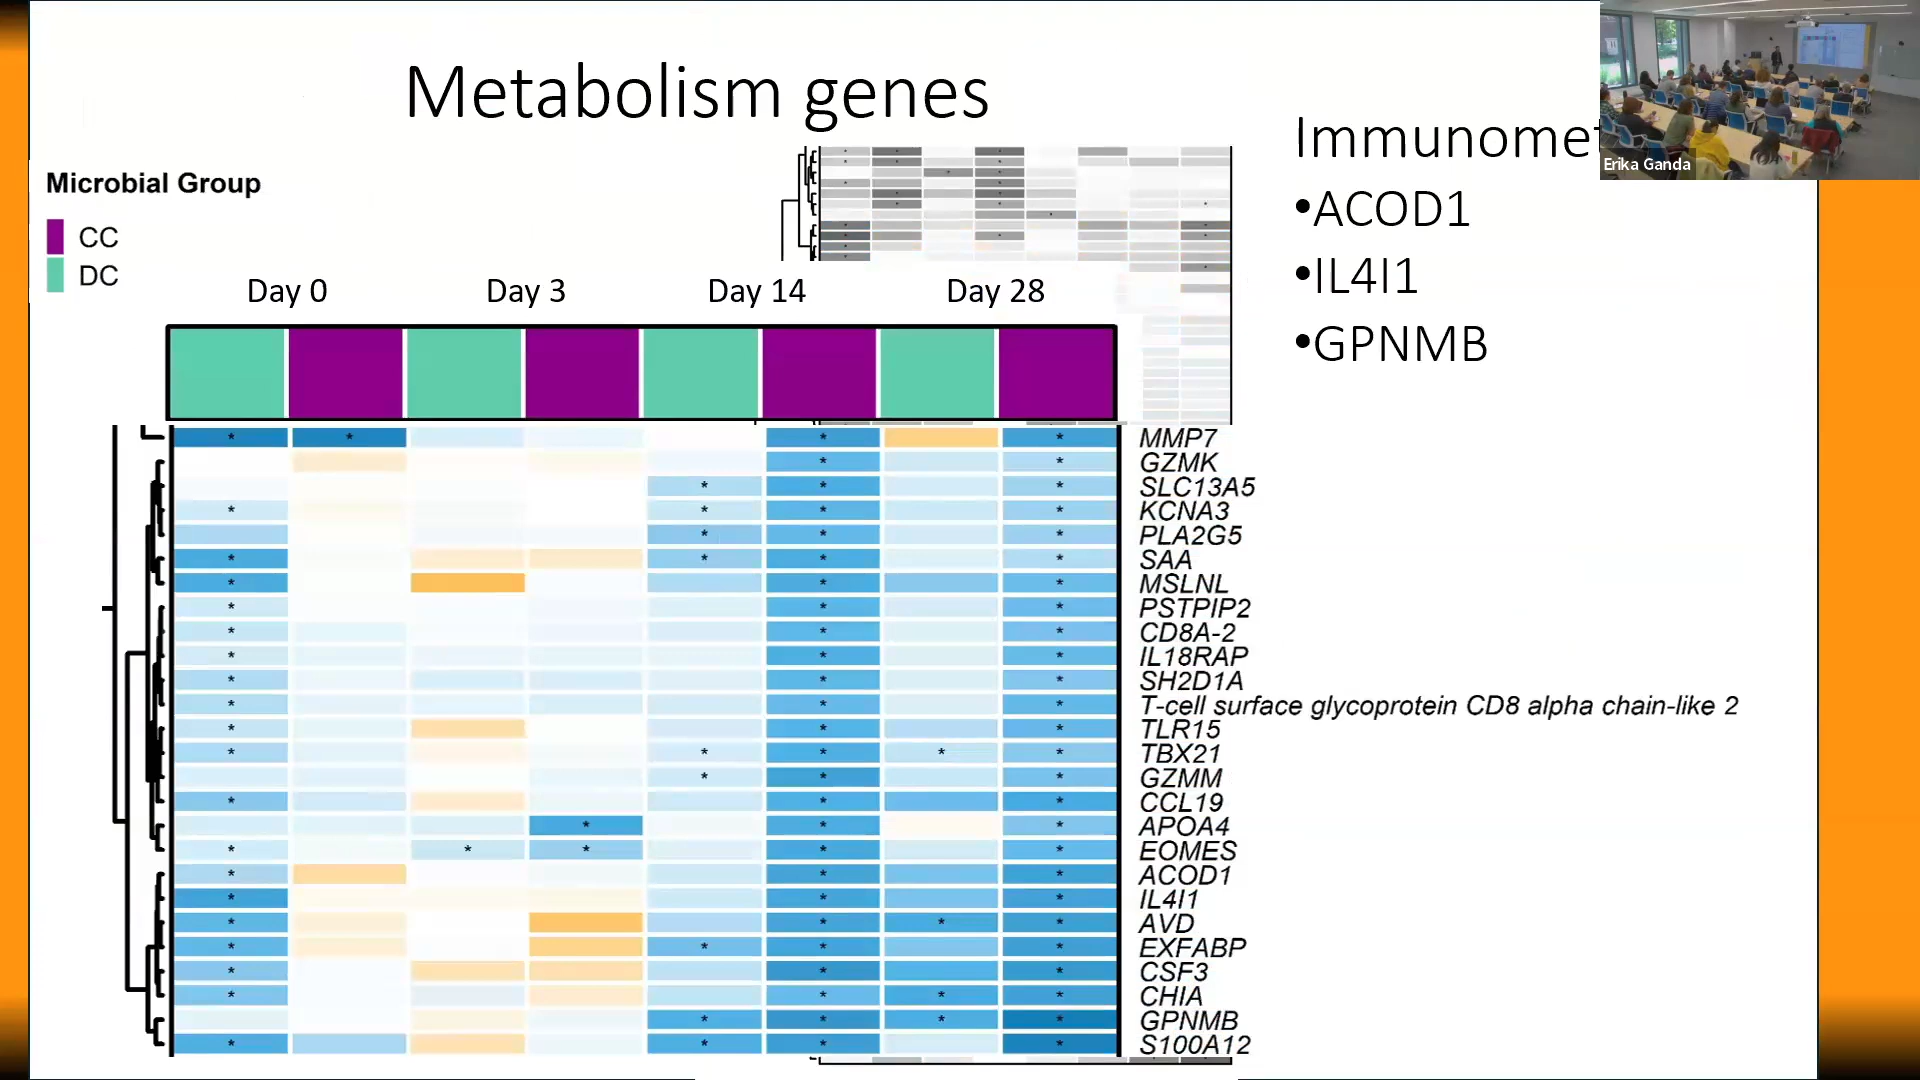 Metabolism genes
Immunome
Erika Ganda
•ACOD1
•IL4I1
•GPNMB
Microbial Group
CC
DC
Day 0
Day 3
Day 14
Day 28
MMP7
GZMK
SLC13A5
KCNA3
PLA2G5
SAA
MSLNL
PSTPIP2
CD8A-2
IL18RAP
SH2D1A
T-cell surface glycoprotein CD8 alpha chain-like 2
TLR15
TBX21
GZMM
CCL19
APOA4
EOMES
ACOD1
IL4I1
AVD
EXFABP
CSF3
CHIA
GPNMB
S100A12